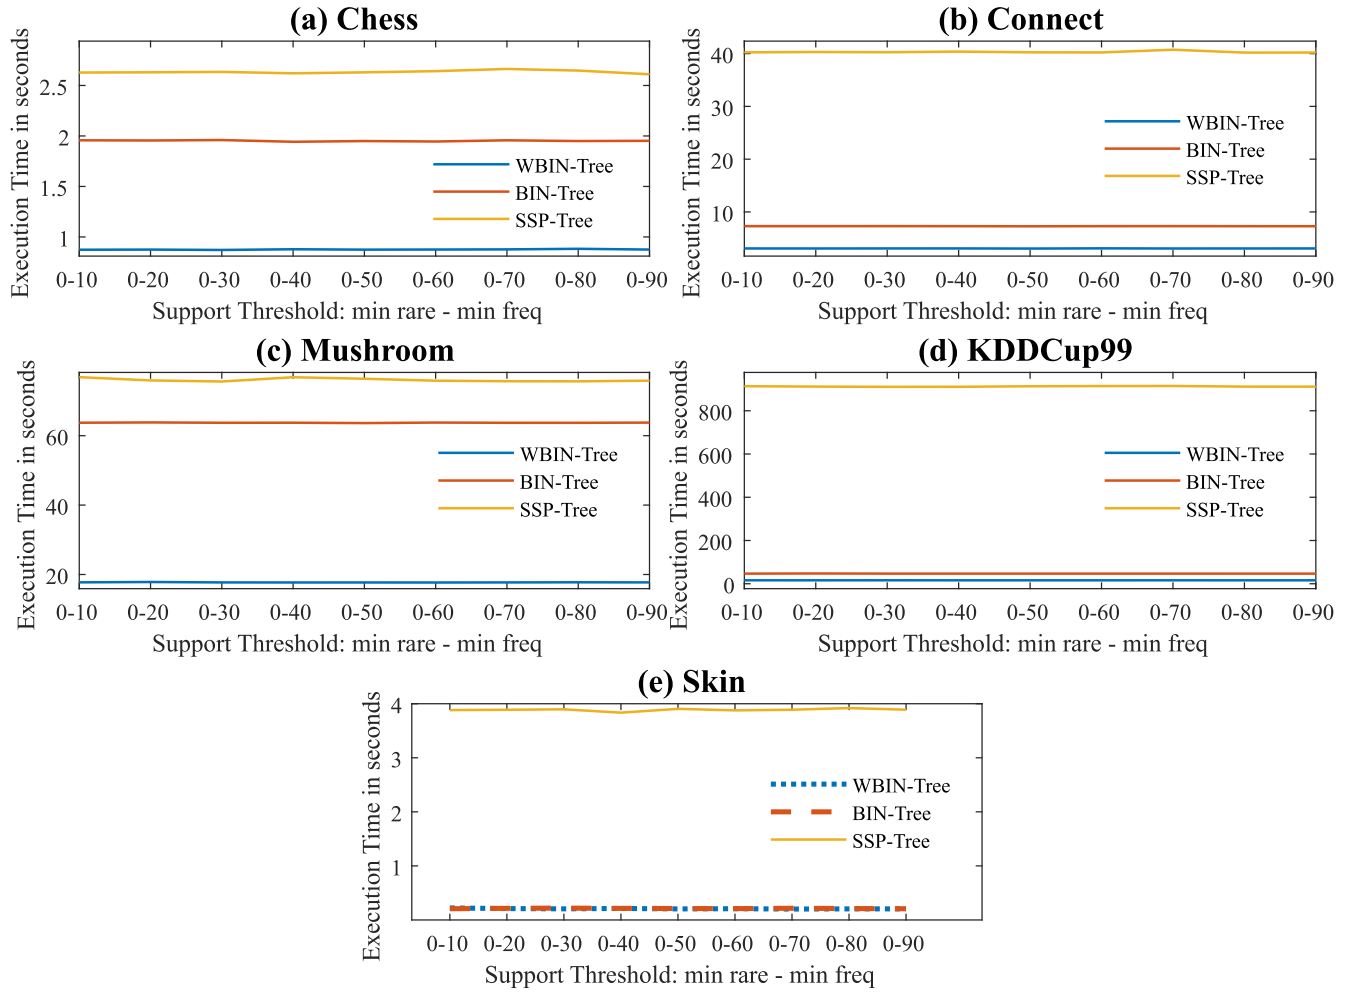 (a) Chess
Execution Time in seconds
2.5
2
1.5
1
WBIN-Tree
BIN-Tree
SSP-Tree
0-10 0-20 0-30 0-40 0-50 0-60 0-70 0-80 0-90
Support Threshold: min rare - min freq
(b) Connect
Execution Time in seconds
40
30
20
10
WBIN-Tree
BIN-Tree
SSP-Tree
0-10 0-20 0-30 0-40 0-50 0-60 0-70 0-80 0-90
Support Threshold: min rare - min freq
(c) Mushroom
Execution Time in seconds
60
40
20
WBIN-Tree
BIN-Tree
SSP-Tree
0-10 0-20 0-30 0-40 0-50 0-60 0-70 0-80 0-90
Support Threshold: min rare - min freq
(d) KDDCup99
Execution Time in seconds
800
600
400
200
0
WBIN-Tree
BIN-Tree
SSP-Tree
0-10 0-20 0-30 0-40 0-50 0-60 0-70 0-80 0-90
Support Threshold: min rare - min freq
(e) Skin
Execution Time in seconds
4
3
2
1
WBIN-Tree
BIN-Tree
SSP-Tree
0-10 0-20 0-30 0-40 0-50 0-60 0-70 0-80 0-90
Support Threshold: min rare - min freq